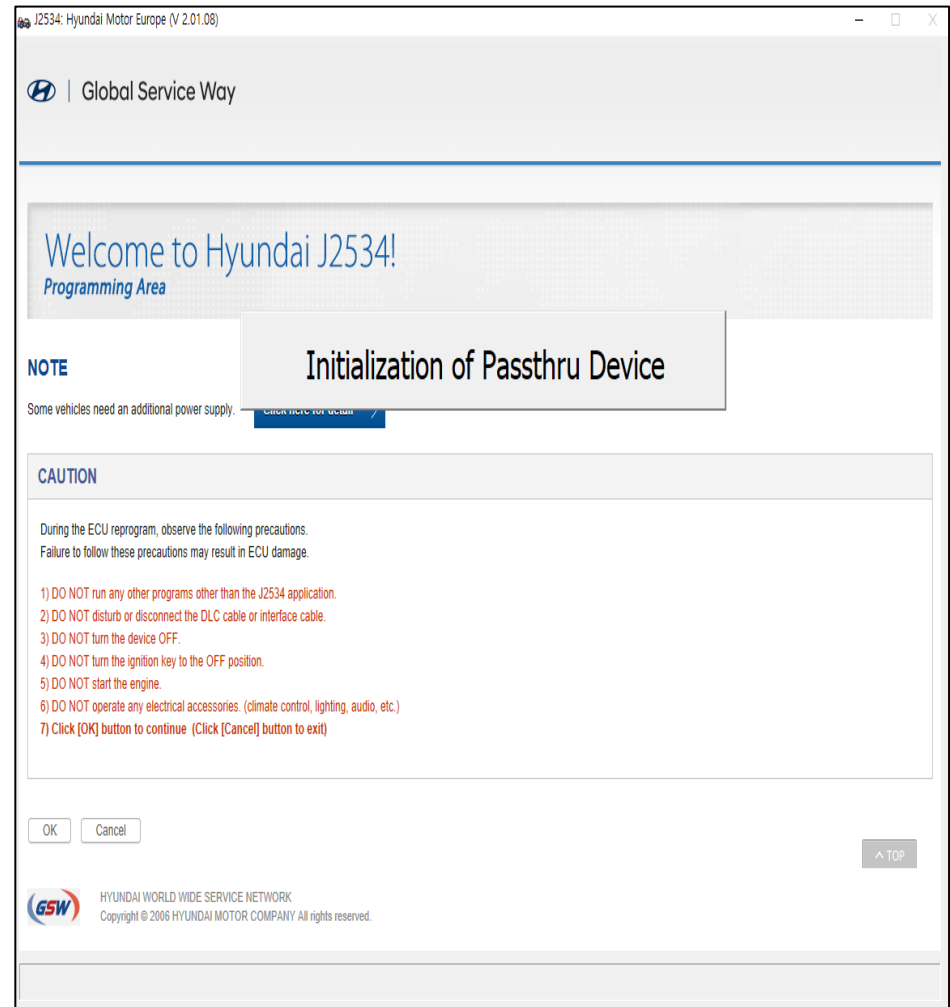 J2534: Hyundai Motor Europe (V 2.01.08)
Global Service Way
Welcome to Hyundai J2534!
Programming Area
Initialization of Passthru Device
NOTE
Some vehicles need an additional power supply. Click here for detail
CAUTION
During the ECU reprogram, observe the following precautions.
Failure to follow these precautions may result in ECU damage.
1) DO NOT run any other programs other than the J2534 application.
2) DO NOT disturb or disconnect the DLC cable or interface cable.
3) DO NOT turn the device OFF.
4) DO NOT turn the ignition key to the OFF position.
5) DO NOT start the engine.
6) DO NOT operate any electrical accessories. (climate control, lighting, audio, etc.)
7) Click [OK] button to continue (Click [Cancel] button to exit)
OK Cancel
TOP
GSW
HYUNDAI WORLD WIDE SERVICE NETWORK
Copyright © 2006 HYUNDAI MOTOR COMPANY All rights reserved.